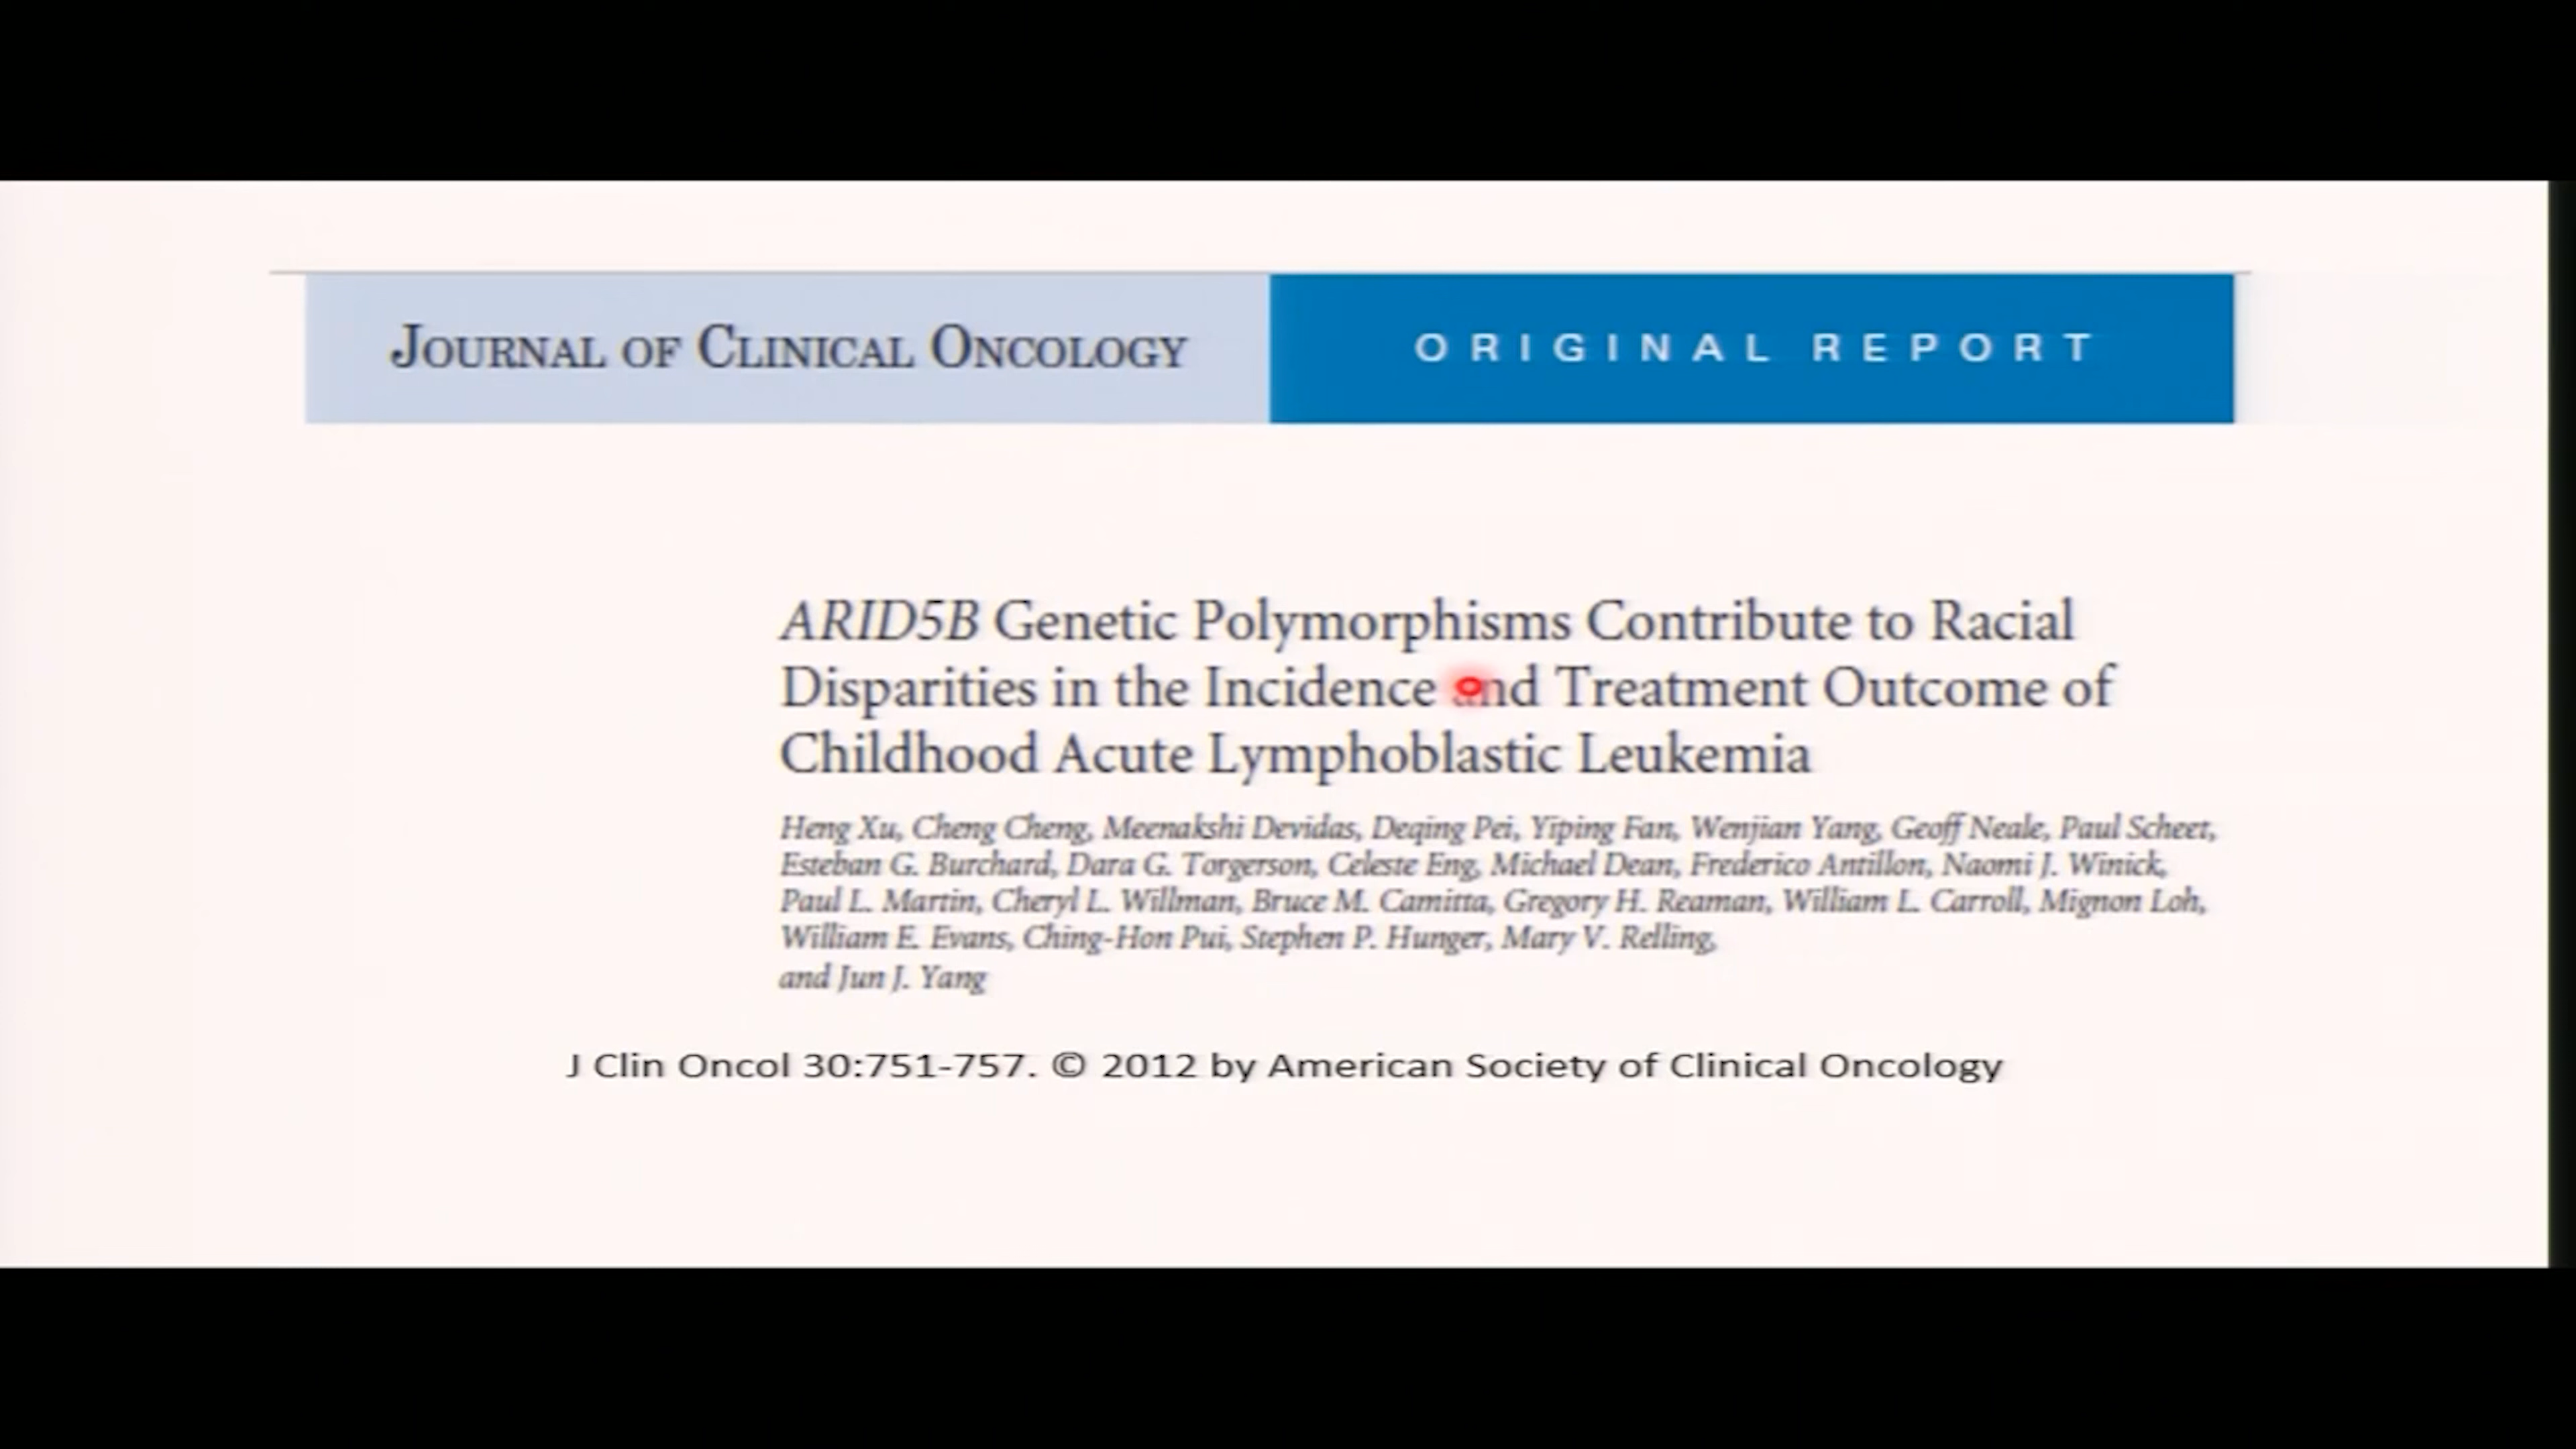 JOURNAL OF CLINICAL ONCOLOGY
ORIGINAL REPORT
ARID5B Genetic Polymorphisms Contribute to Racial
Disparities in the Incidence and Treatment Outcome of
Childhood Acute Lymphoblastic Leukemia
Heng Xu, Cheng Cheng, Meenakshi Devidas, Deqing Pei, Yiping Fan, Wenjian Yang, Geoff Neale, Paul Scheet,
Esteban G. Burchard, Dara G. Torgerson, Celeste Eng, Michael Dean, Frederico Antillon, Naomi J. Winick,
Paul L. Martin, Cheryl L. Willman, Bruce M. Camitta, Gregory H. Reaman, William L. Carroll, Mignon Loh,
William E. Evans, Ching-Hon Pui, Stephen P. Hunger, Mary V. Relling,
and Jun J. Yang
J Clin Oncol 30:751-757. © 2012 by American Society of Clinical Oncology